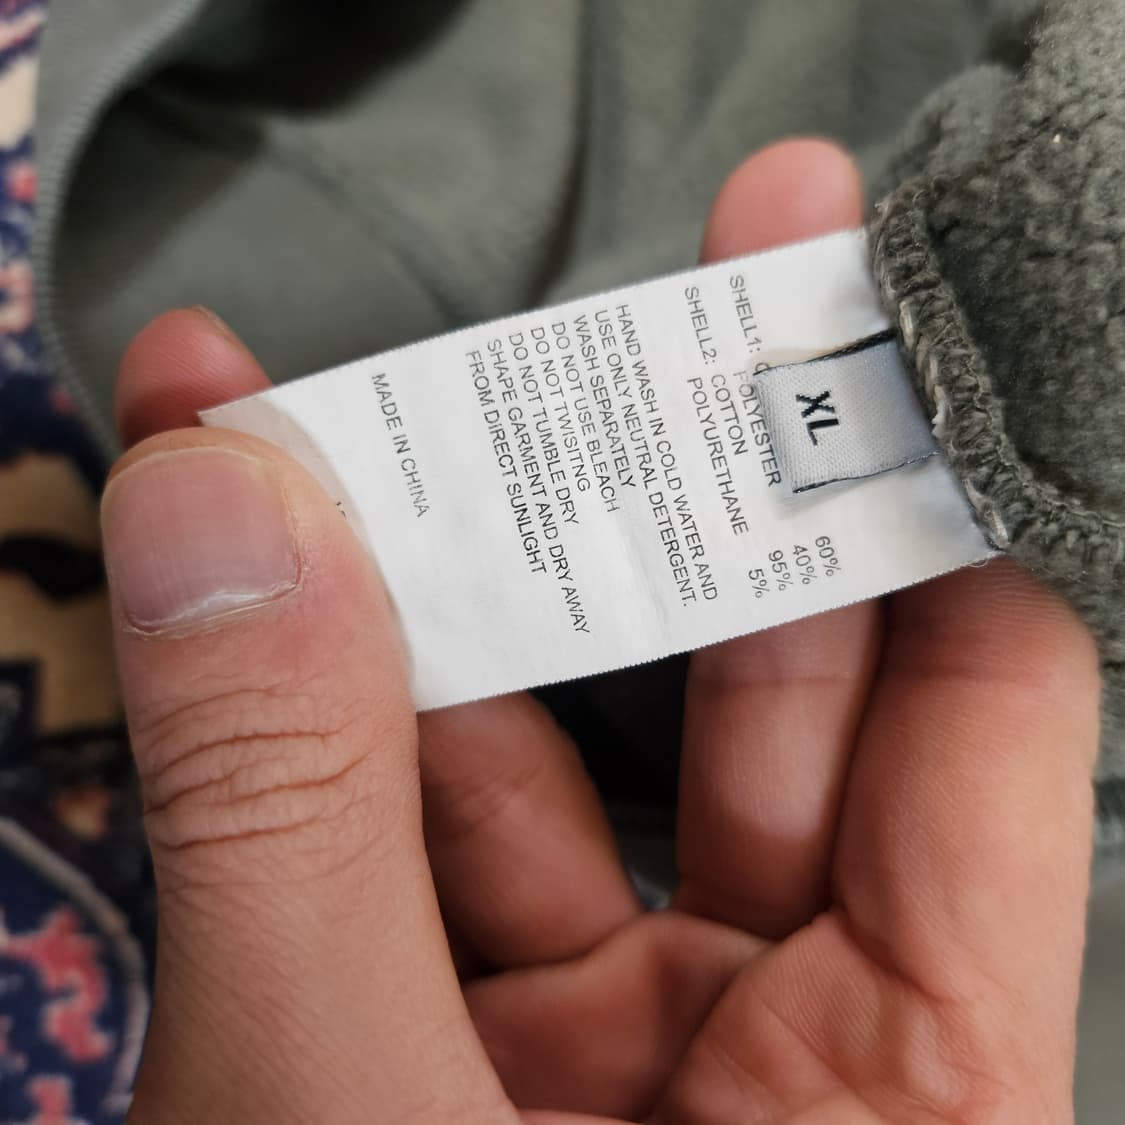 XL
SHELL1: 60%
POLYESTER 40%
SHELL2: COTTON 95%
POLYURETHANE 5%
HAND WASH IN COLD WATER AND
USE ONLY NEUTRAL DETERGENT.
WASH SEPARATELY
DO NOT USE BLEACH
DO NOT TWISITNG
DO NOT TUMBLE DRY
SHAPE GARMENT AND DRY AWAY
FROM DIRECT SUNLIGHT
MADE IN CHINA